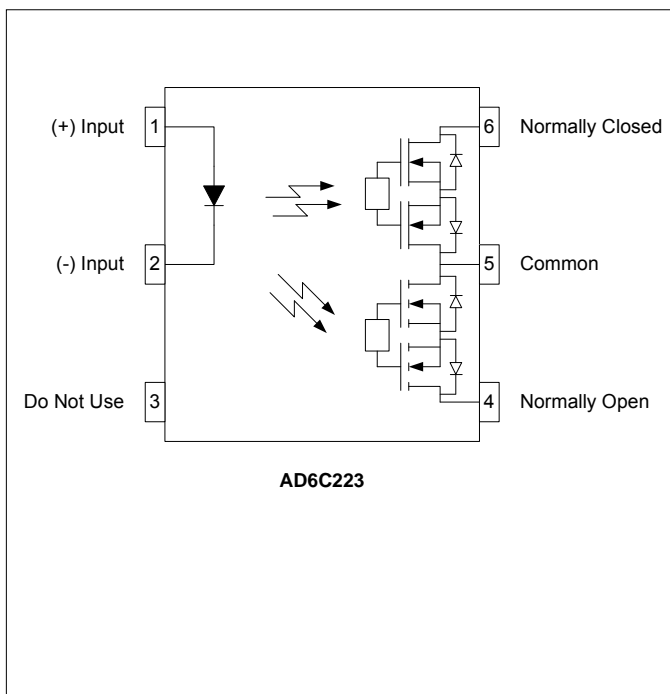 (+) Input 1 6 Normally Closed
(-) Input 2 5 Common
Do Not Use 3 4 Normally Open
AD6C223